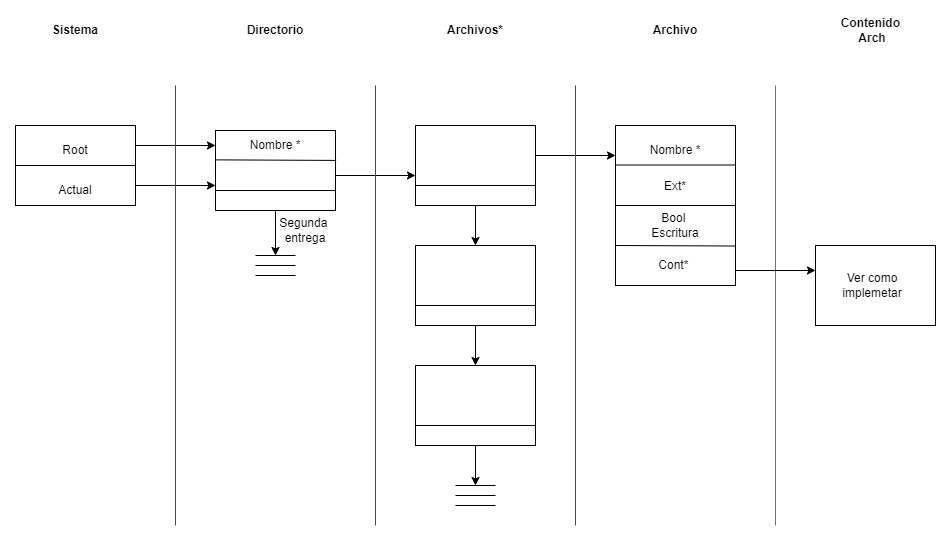 Sistema
Directorio
Archivos*
Archivo
Contenido
Arch
Root
Actual
Nombre *
Segunda
entrega
Nombre *
Ext*
Bool
Escritura
Cont*
Ver como
implemetar